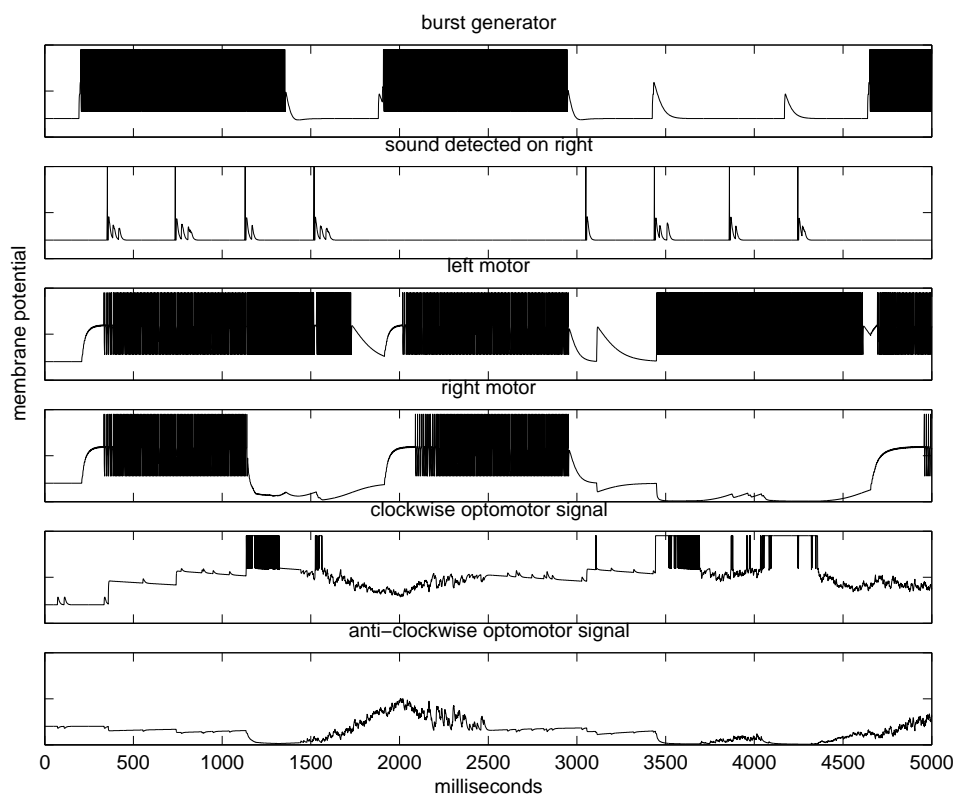 burst generator
sound detected on right
left motor
right motor
clockwise optomotor signal
anti−clockwise optomotor signal
membrane potential
0 500 1000 1500 2000 2500 3000 3500 4000 4500 5000
milliseconds